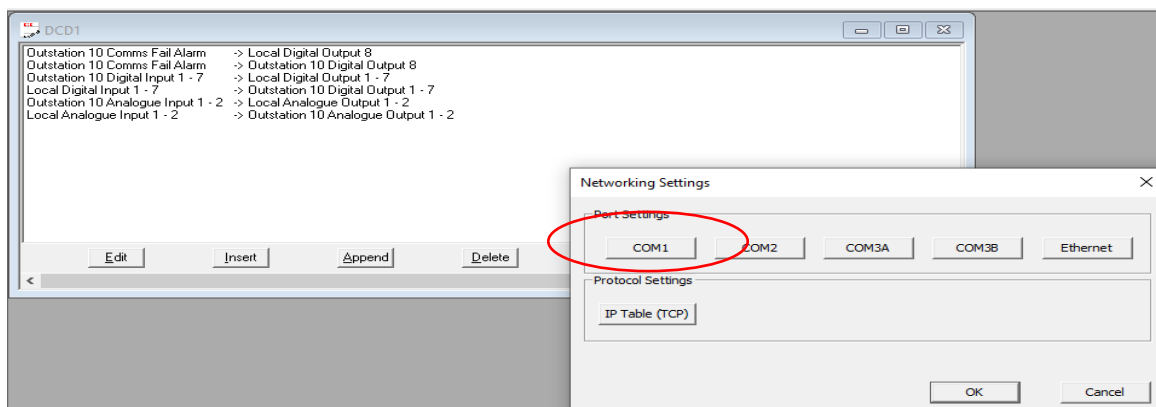 DCD1
Outstation 10 Comms Fail Alarm -> Local Digital Output 8
Outstation 10 Comms Fail Alarm -> Outstation 10 Digital Output 8
Outstation 10 Digital Input 1 - 7 -> Local Digital Output 1 - 7
Local Digital Input 1 - 7 -> Outstation 10 Digital Output 1 - 7
Outstation 10 Analogue Input 1 - 2 -> Local Analogue Output 1 - 2
Local Analogue Input 1 - 2 -> Outstation 10 Analogue Output 1 - 2
Edit Insert Append Delete
Networking Settings
Port Settings
COM1 COM2 COM3A COM3B Ethernet
Protocol Settings
IP Table (TCP)
OK Cancel